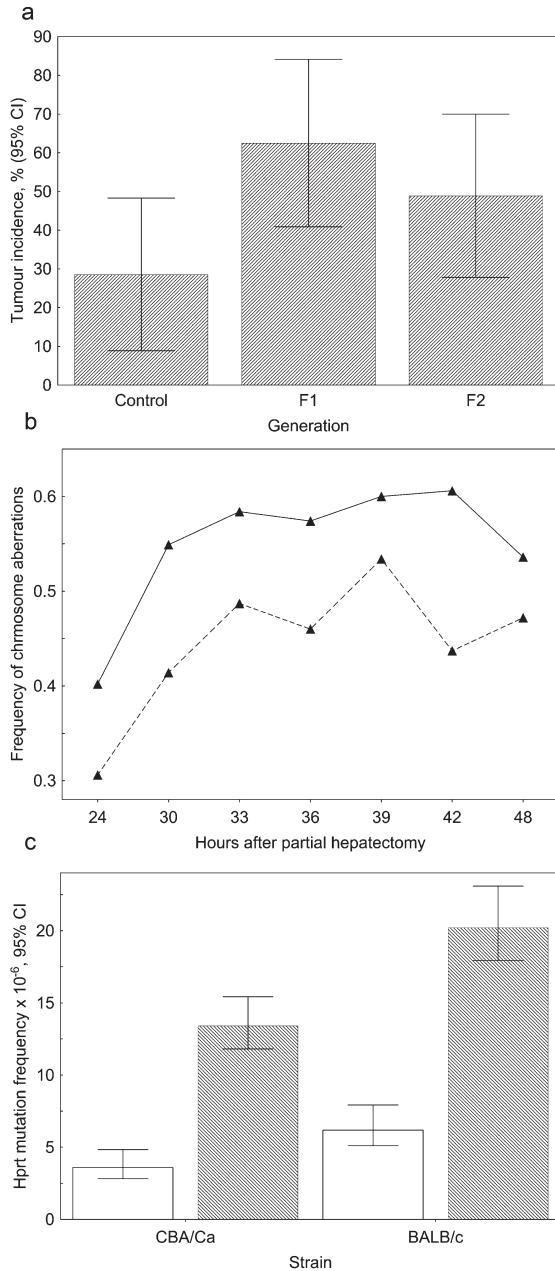 a
90
80
70
60
50
40
30
20
10
0
Tumour incidence, % (95% CI)
Control F1 F2
Generation
b
0.6
0.5
0.4
0.3
Frequency of chrmosome aberrations
24 30 33 36 39 42 48
Hours after partial hepatectomy
c
20
15
10
5
0
Hprt mutation frequency x 10-6, 95% CI
CBA/Ca BALB/c
Strain